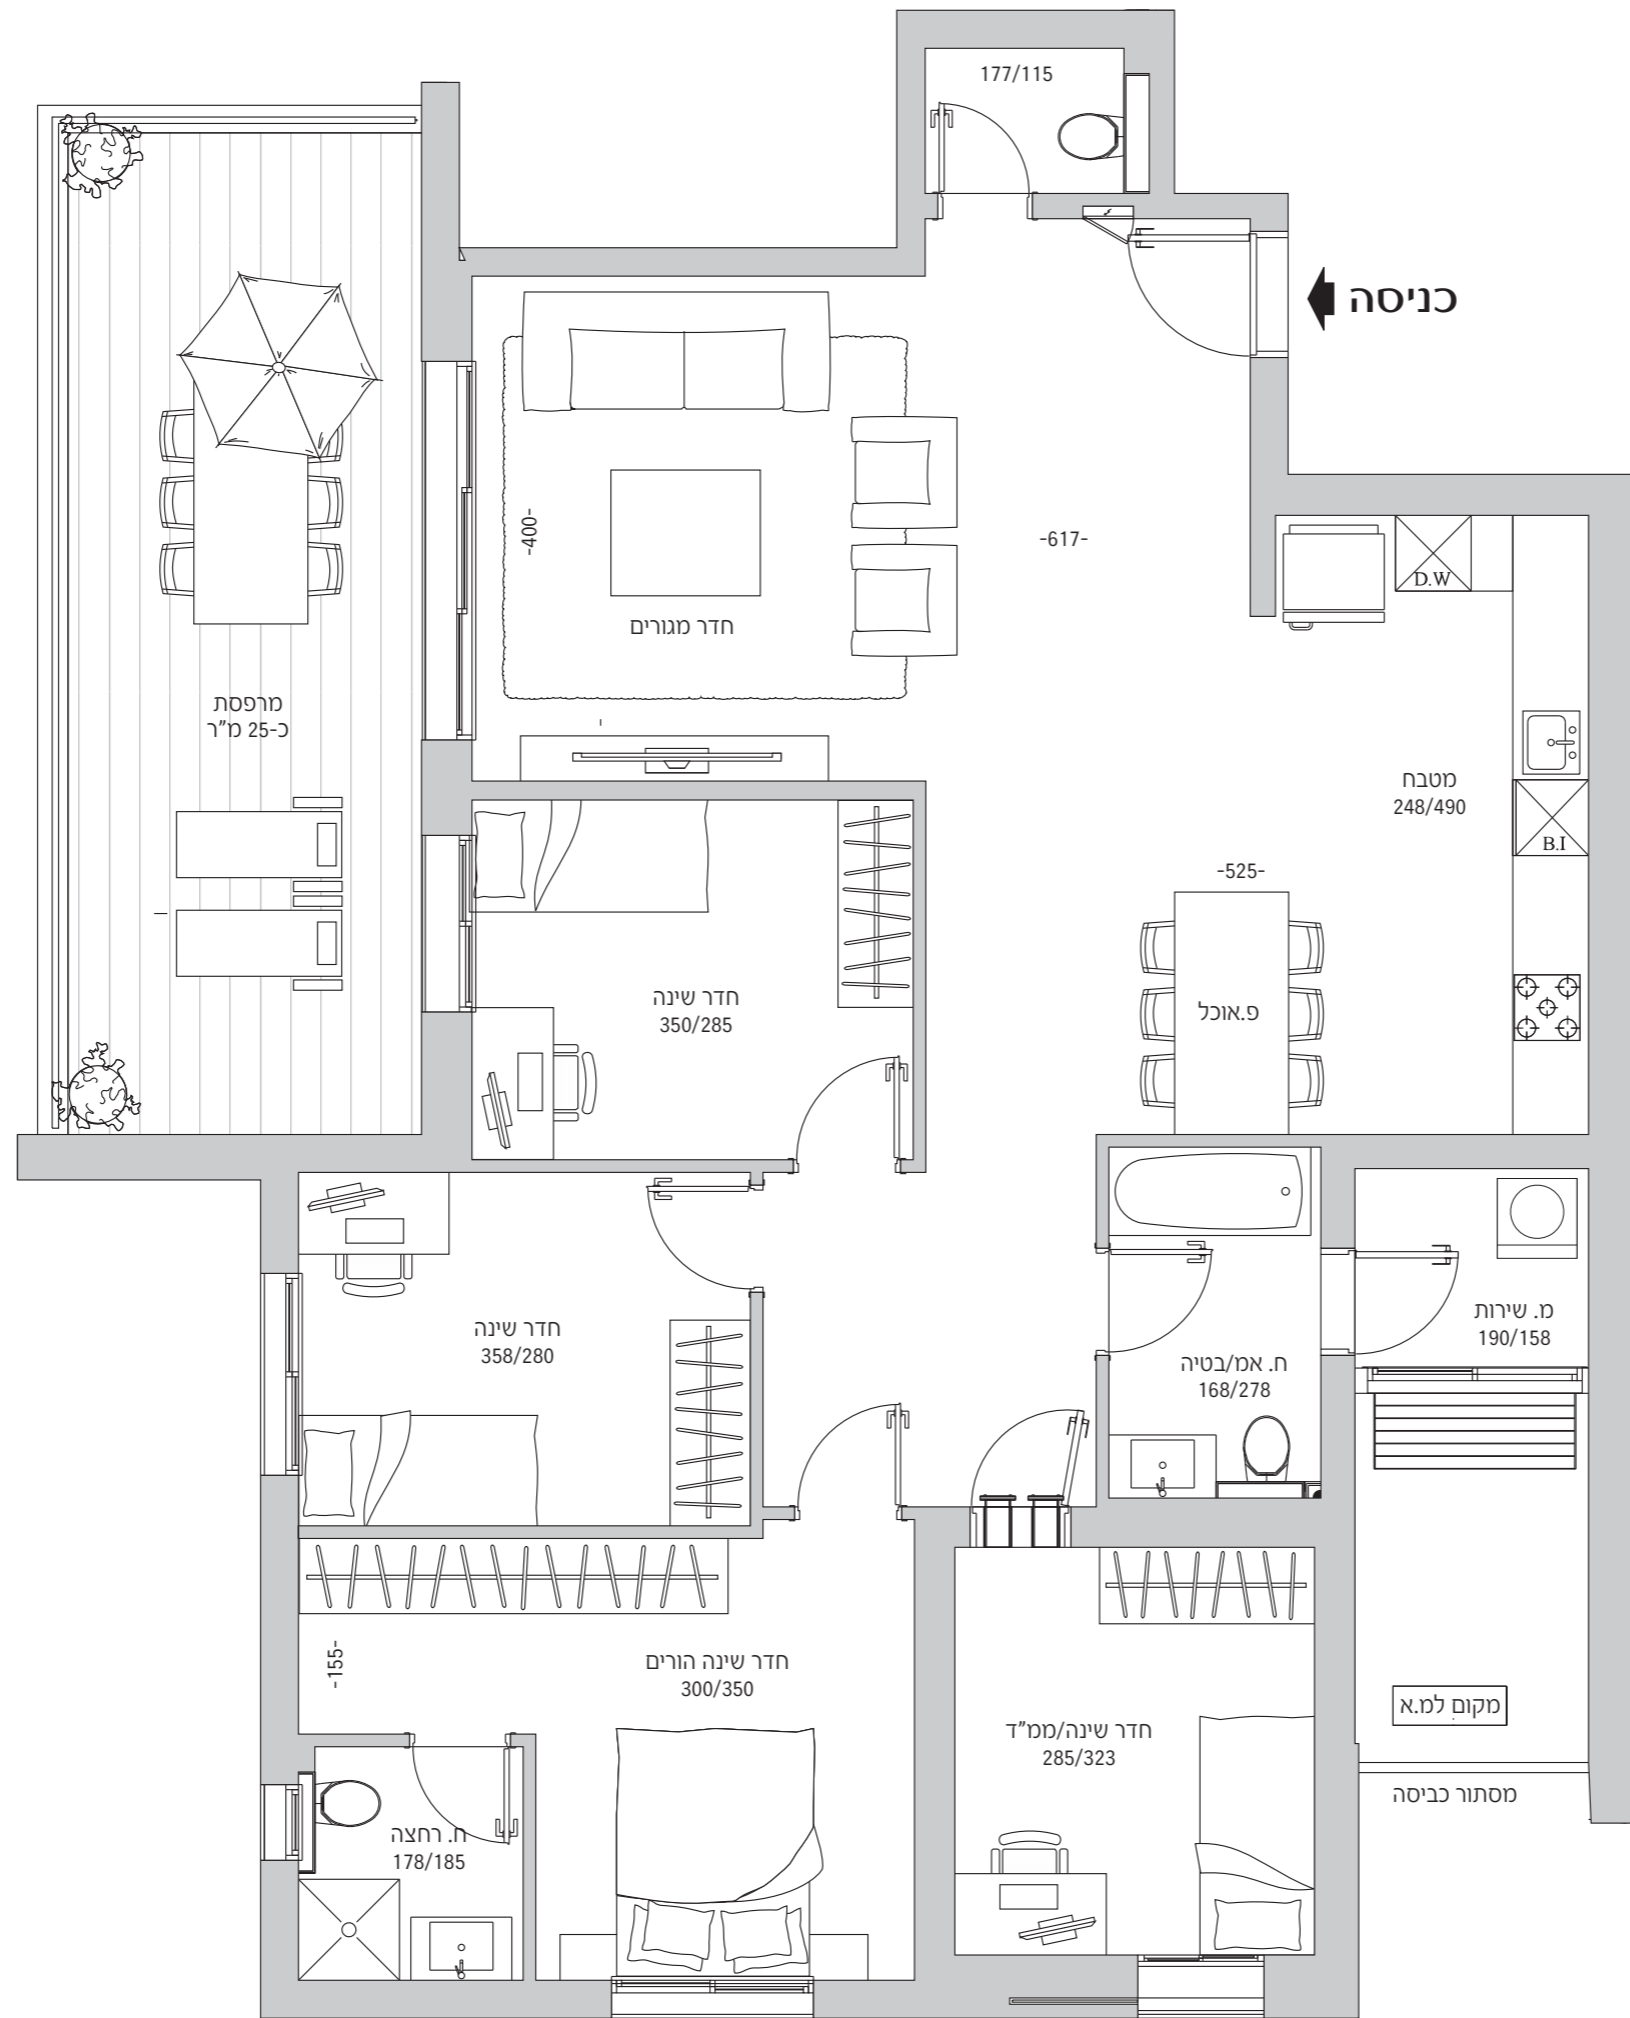 177/115
כניסה
-400-
-617-
D.W
חדר מגורים
מרפסת
כ-25 מ"ר
מטבח
248/490
B.I
-525-
חדר שינה
350/285
פ.אוכל
חדר שינה
358/280
מ. שירות
190/158
ח. אמ/בטיה
168/278
-155-
חדר שינה הורים
300/350
מקום למ.א
חדר שינה/ממ"ד
285/323
מסתור כביסה
ח. רחצה
178/185